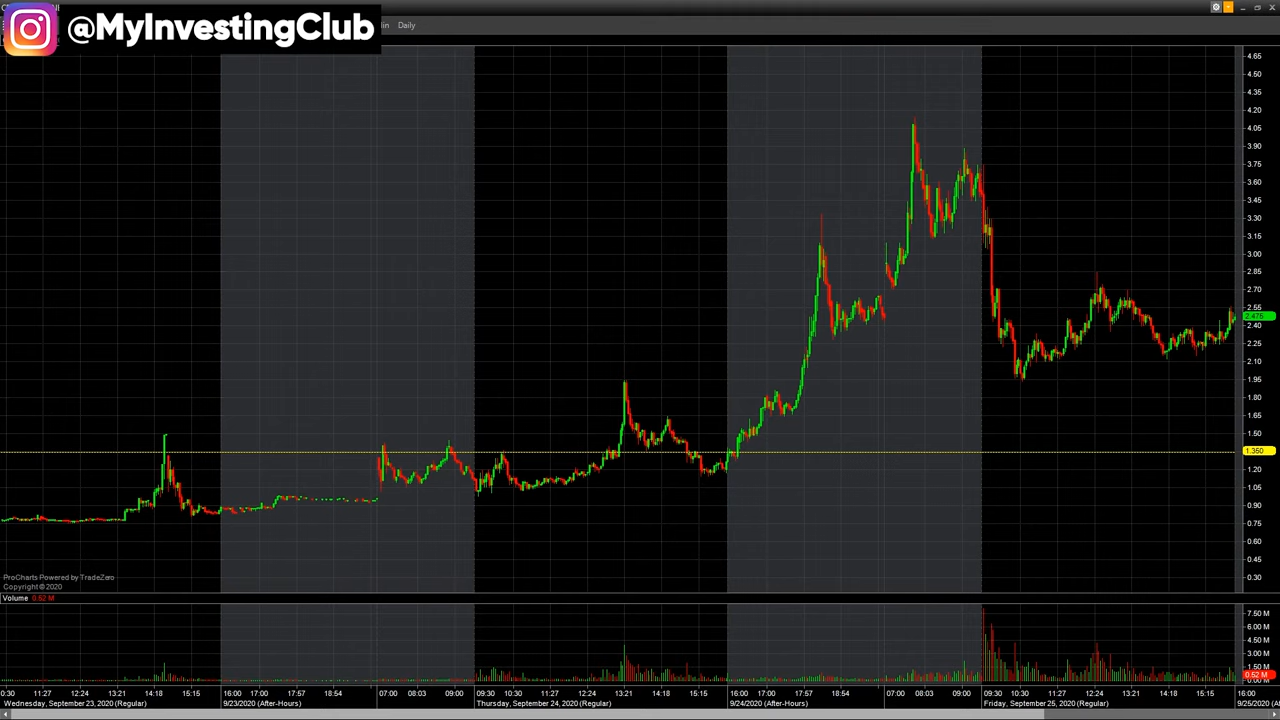 @MyInvestingClub
Daily
4.65
4.50
4.35
4.20
4.05
3.90
3.75
3.60
3.45
3.30
3.15
3.00
2.85
2.70
2.55
2.475
2.40
2.25
2.10
1.95
1.80
1.65
1.50
1.350
1.20
1.05
0.90
0.75
0.60
0.45
0.30
ProCharts Powered by TradeZero
Copyright © 2020
Volume 0.52 M
7.50 M
6.00 M
4.50 M
3.00 M
1.50 M
0.52 M
0:30 11:27 12:24 13:21 14:18 15:15 16:00 17:00 17:57 18:54 07:00 08:03 09:00 09:30 10:30 11:27 12:24 13:21 14:18 15:15 16:00 17:00 17:57 18:54 07:00 08:03 09:00 09:30 10:30 11:27 12:24 13:21 14:18 15:15 16:00
Wednesday, September 23, 2020 (Regular) 9/23/2020 (After-Hours) Thursday, September 24, 2020 (Regular) 9/24/2020 (After-Hours) Friday, September 25, 2020 (Regular) 9/25/2020 (